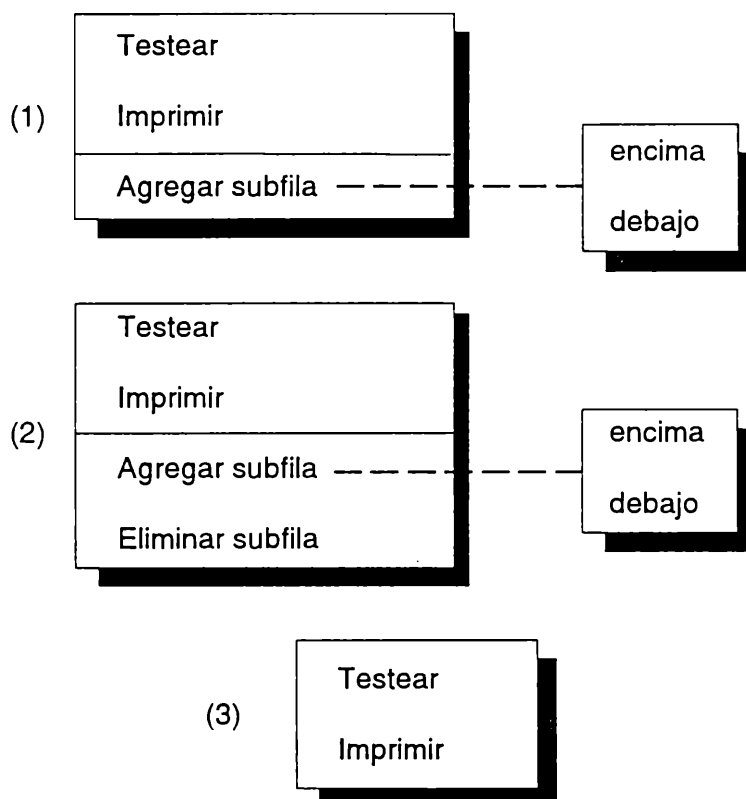 Testear
(1)
Imprimir
Agregar subfila
encima
debajo
Testear
Imprimir
(2)
Agregar subfila
Eliminar subfila
encima
debajo
(3)
Testear
Imprimir